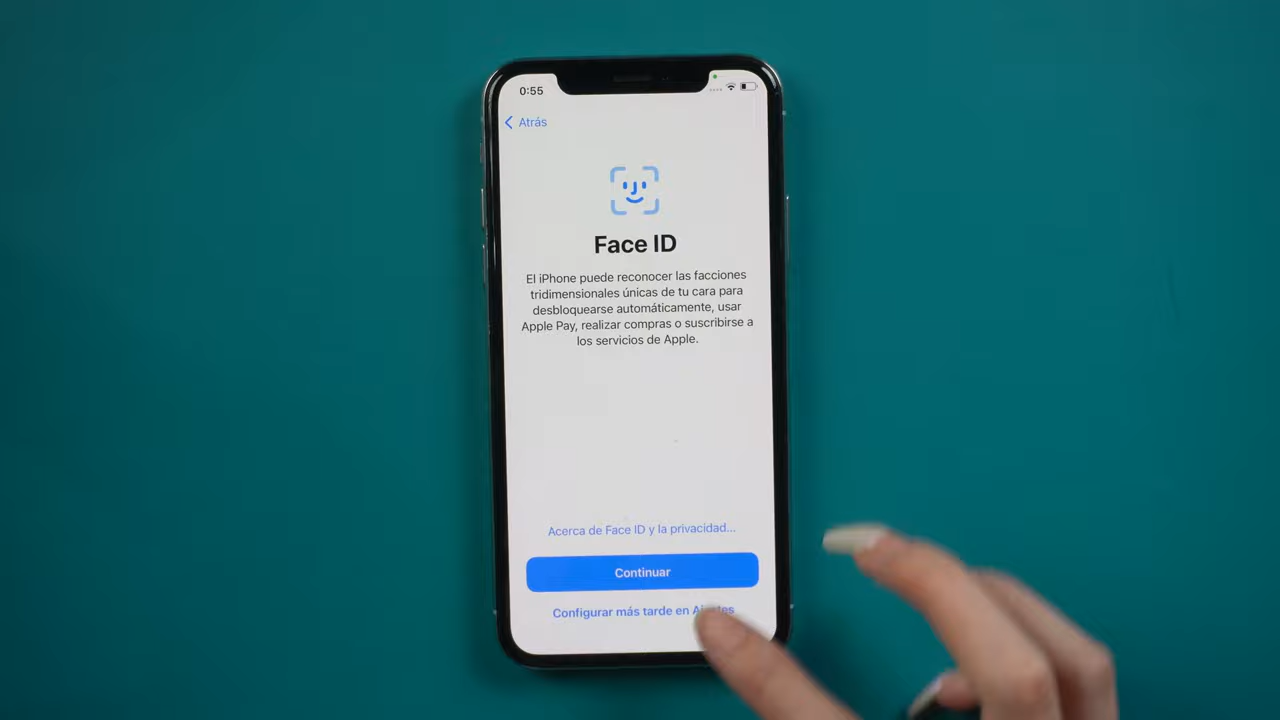 0:55
Atrás
Face ID
El iPhone puede reconocer las facciones
tridimensionales únicas de tu cara para
desbloquearse automáticamente, usar
Apple Pay, realizar compras o suscribirse a
los servicios de Apple.
Acerca de Face ID y la privacidad...
Continuar
Configurar más tarde en Ajustes